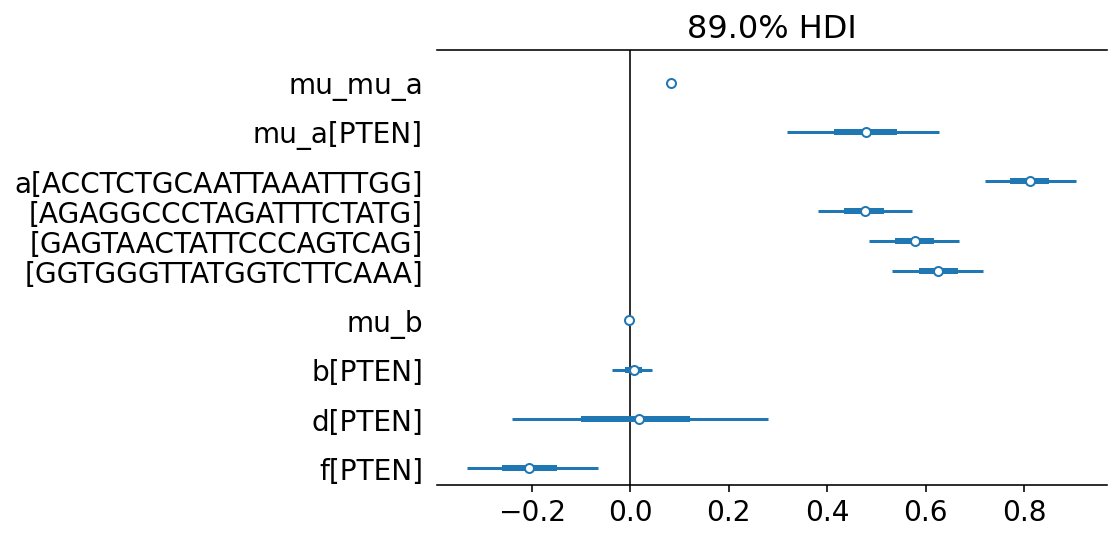 89.0% HDI
mu_mu_a
mu_a[PTEN]
a[ACCTCTGCAATTAAATTTGG]
[AGAGGCCCTAGATTTCTATG]
[GAGTAACTATTCCCAGTCAG]
[GGTGGGTTATGGTCTTCAAA]
mu_b
b[PTEN]
d[PTEN]
f[PTEN]
−0.2 0.0 0.2 0.4 0.6 0.8